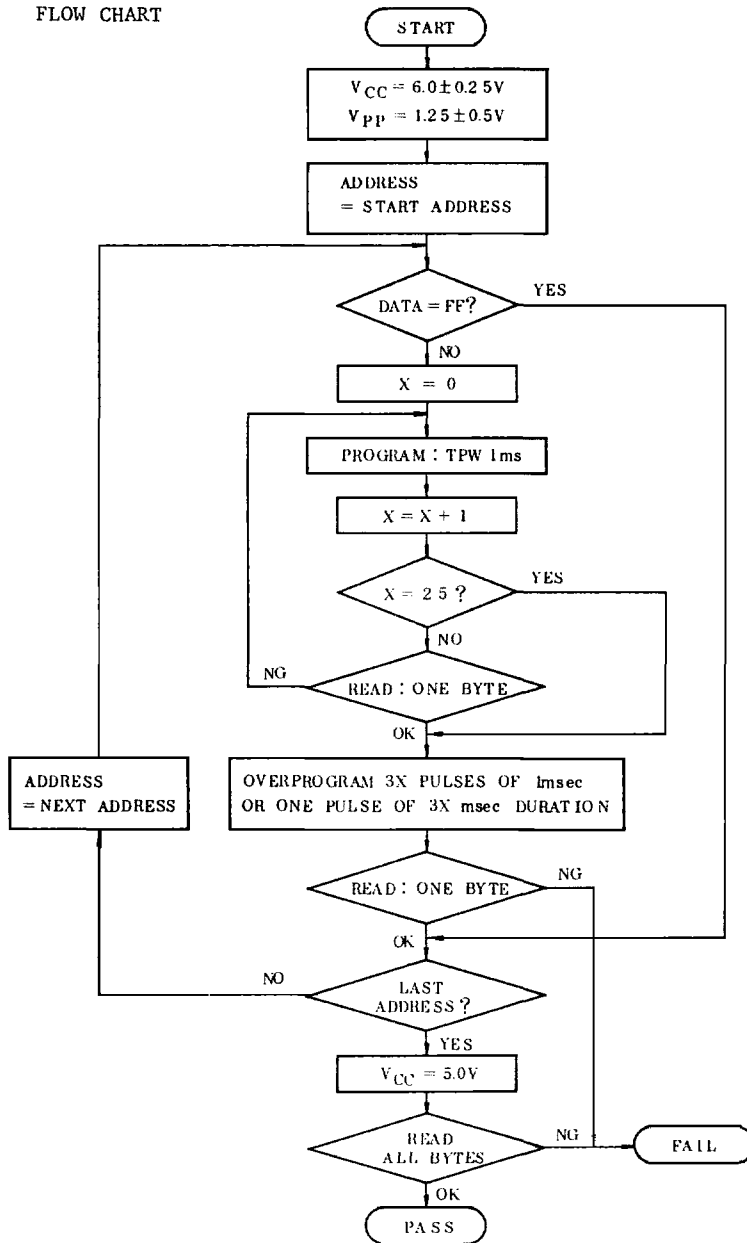 FLOW CHART
START
VCC = 6.0±0.25V
VPP = 1.25±0.5V
ADDRESS
= START ADDRESS
DATA = FF?
YES
NO
X = 0
PROGRAM : TPW 1ms
X = X + 1
X = 25?
YES
NO
READ : ONE BYTE
NG
OK
ADDRESS
= NEXT ADDRESS
OVERPROGRAM 3X PULSES OF 1msec
OR ONE PULSE OF 3X msec DURATION
READ : ONE BYTE
NG
OK
LAST
ADDRESS?
NO
YES
VCC = 5.0V
READ
ALL BYTES
NG
FAIL
OK
PASS